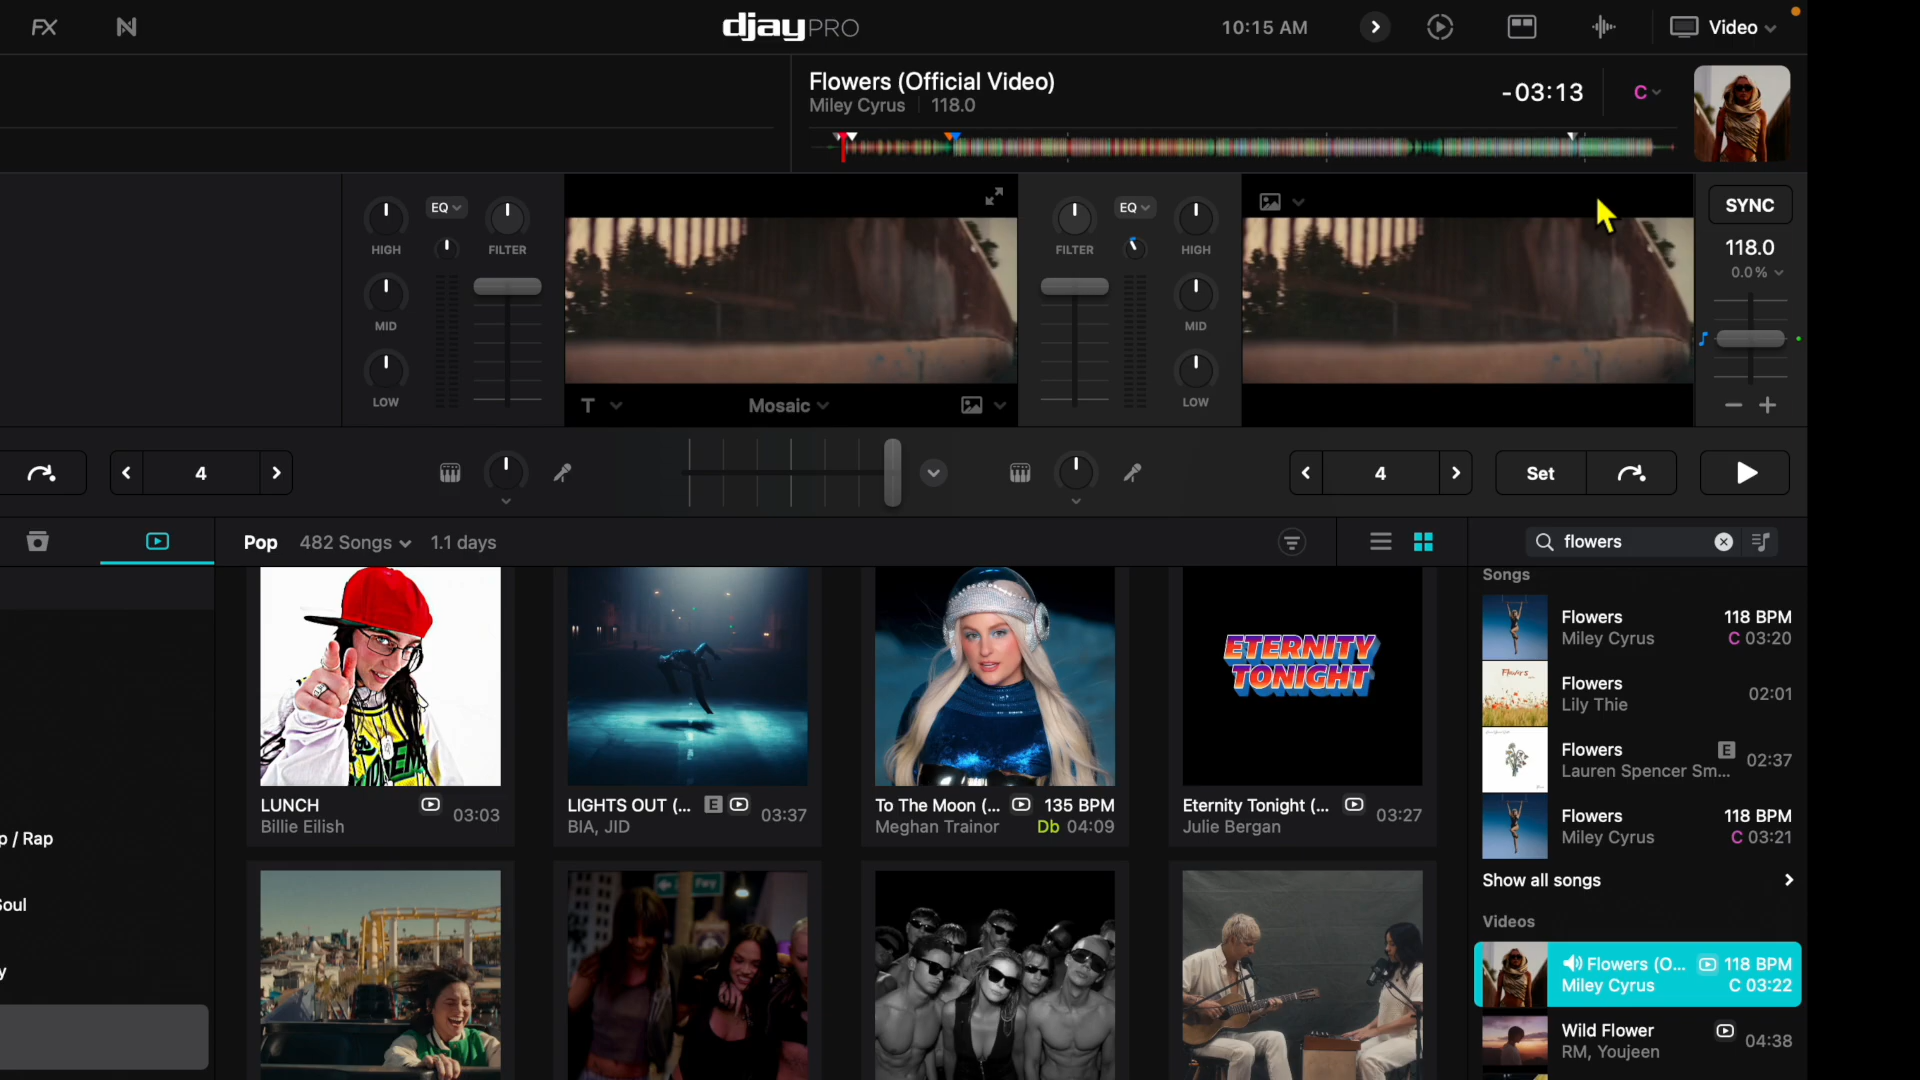 FX
djay PRO
10:15 AM
Video
Flowers (Official Video)
Miley Cyrus
118.0
-03:13
C
HIGH
EQ
FILTER
MID
LOW
T
Mosaic
FILTER
EQ
HIGH
MID
LOW
SYNC
118.0
0.0%
4
4
Set
Pop
482 Songs
1.1 days
flowers
p / Rap
Soul
y
LUNCH
03:03
Billie Eilish
LIGHTS OUT (...
E
03:37
BIA, JID
To The Moon (...
135 BPM
Meghan Trainor
Db 04:09
ETERNITY
TONIGHT
Eternity Tonight (...
03:27
Julie Bergan
Fwy
Songs
Flowers
118 BPM
Miley Cyrus
C 03:20
Flowers
Flowers
02:01
Lily Thie
Flowers
E
02:37
Lauren Spencer Sm...
Flowers
118 BPM
Miley Cyrus
C 03:21
Show all songs
Videos
Flowers (O...
118 BPM
Miley Cyrus
C 03:22
Wild Flower
04:38
RM, Youjeen